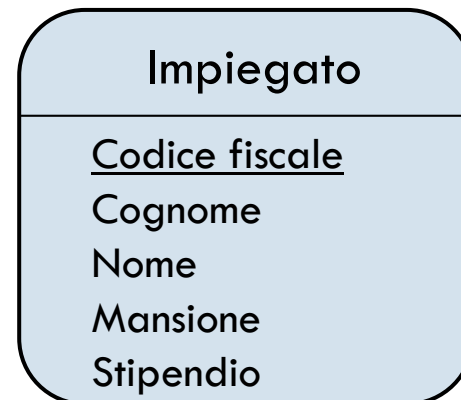 Impiegato
Codice fiscale
Cognome
Nome
Mansione
Stipendio